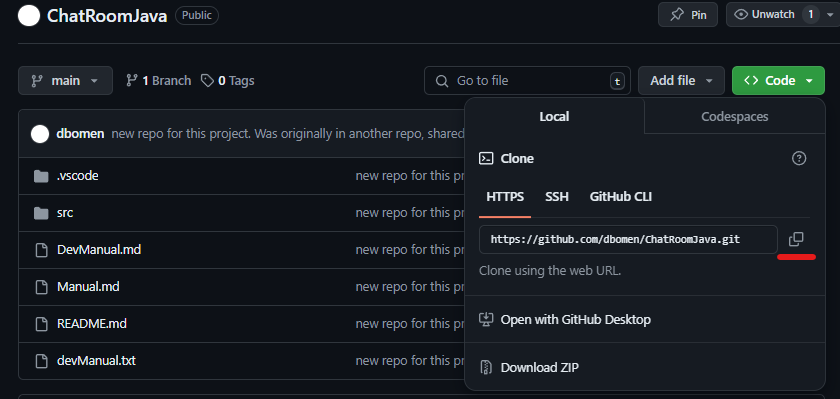 ChatRoomJava Public Pin Unwatch 1
main 1 Branch 0 Tags Go to file t Add file <> Code
Local Codespaces
dbomen new repo for this project. Was originally in another repo, shared
Clone
.vscode new repo for this pr
HTTPS SSH GitHub CLI
src new repo for this pr
DevManual.md new repo for this pr
https://github.com/dbomen/ChatRoomJava.git
Clone using the web URL.
Manual.md new repo for this pr
README.md new repo for this pr
Open with GitHub Desktop
devManual.txt new repo for this pr
Download ZIP